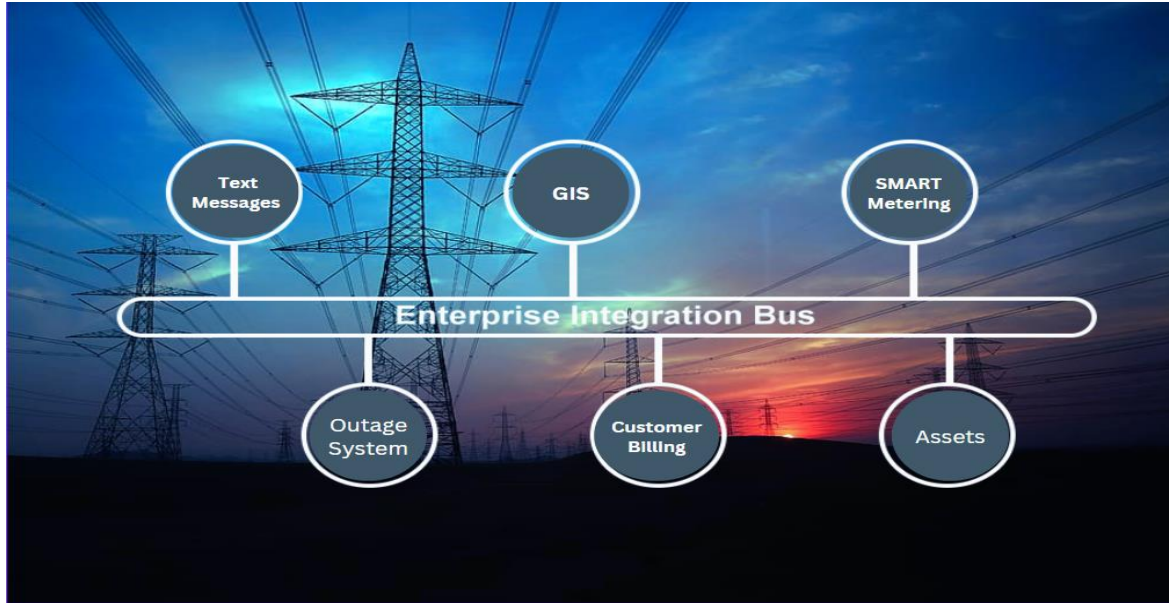 Text
Messages
GIS
SMART
Metering
Enterprise Integration Bus
Outage
System
Customer
Billing
Assets